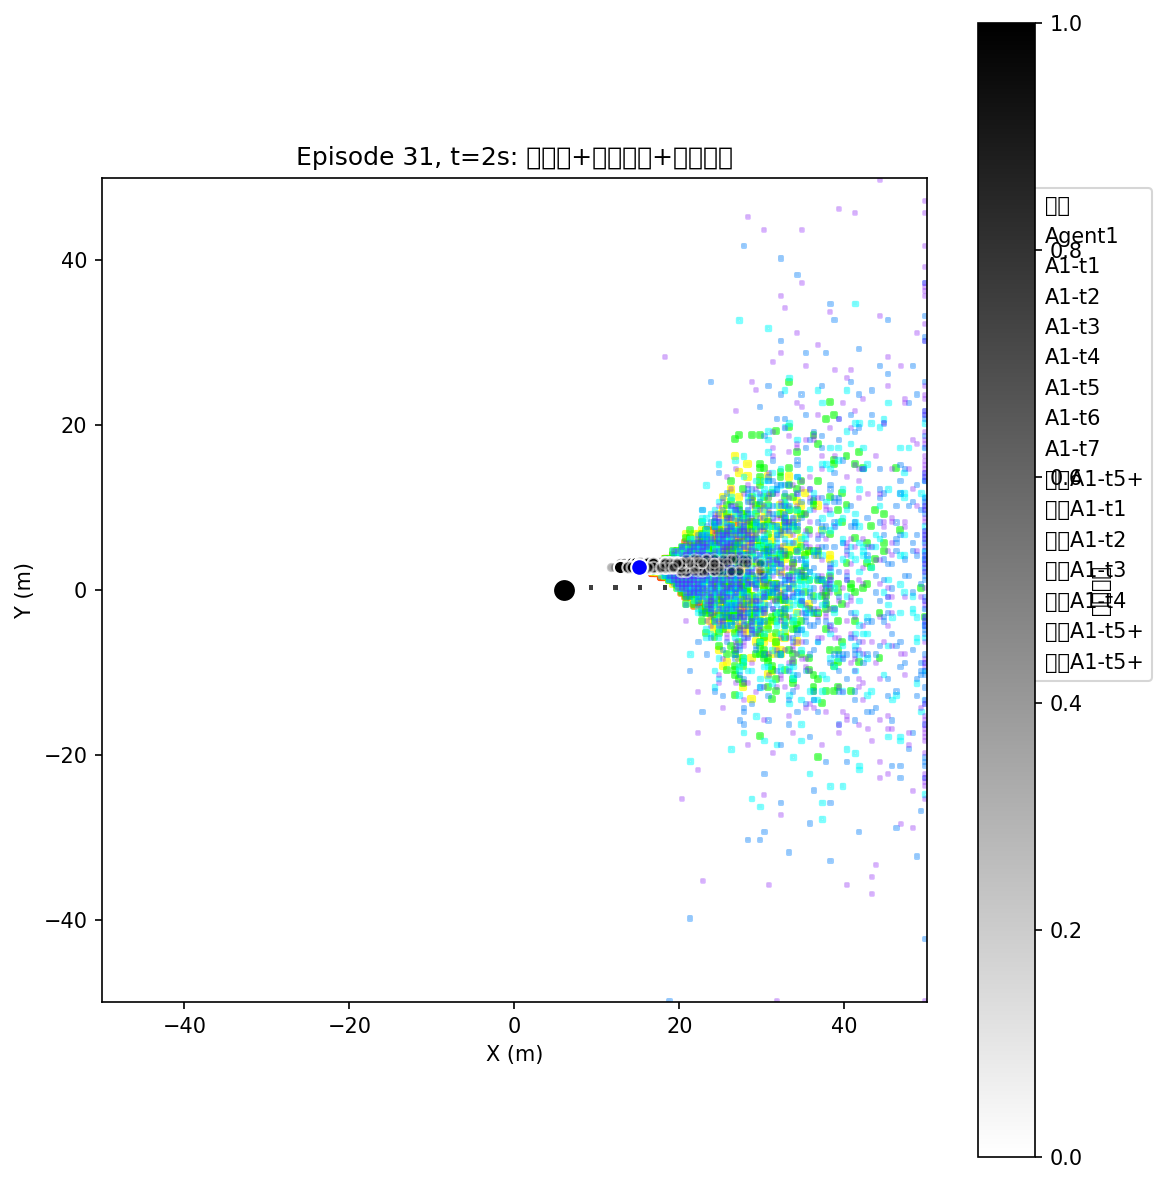 Episode 31, t=2s: □□□+□□□□+□□□□
40
20
0
−20
−40
Y (m)
−40
−20
0
20
40
X (m)
1.0
0.8
0.6
0.4
0.2
0.0
□□□□
□□
Agent1
A1-t1
A1-t2
A1-t3
A1-t4
A1-t5
A1-t6
A1-t7
□□A1-t5+
□□A1-t1
□□A1-t2
□□A1-t3
□□A1-t4
□□A1-t5+
□□A1-t5+